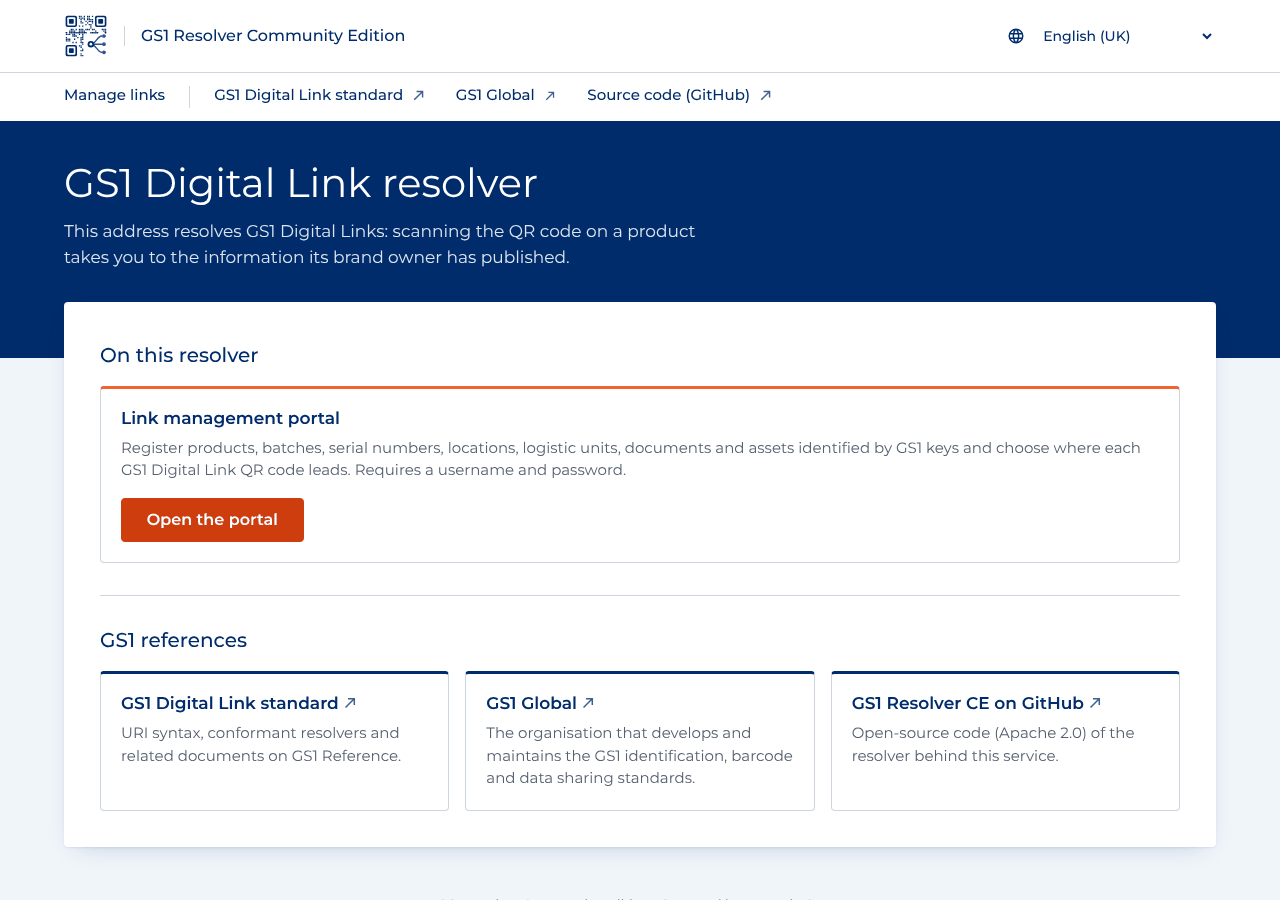 GS1 Resolver Community Edition
English (UK)
Manage links
GS1 Digital Link standard
GS1 Global
Source code (GitHub)
GS1 Digital Link resolver
This address resolves GS1 Digital Links: scanning the QR code on a product
takes you to the information its brand owner has published.
On this resolver
Link management portal
Register products, batches, serial numbers, locations, logistic units, documents and assets identified by GS1 keys and choose where each
GS1 Digital Link QR code leads. Requires a username and password.
Open the portal
GS1 references
GS1 Digital Link standard
URI syntax, conformant resolvers and
related documents on GS1 Reference.
GS1 Global
The organisation that develops and
maintains the GS1 identification, barcode
and data sharing standards.
GS1 Resolver CE on GitHub
Open-source code (Apache 2.0) of the
resolver behind this service.